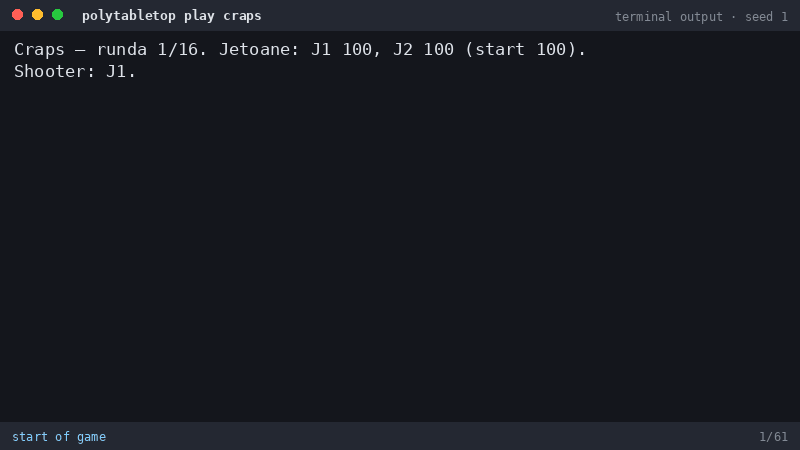 polytabletop play craps
terminal output · seed 1
Craps — runda 1/16. Jetoane: J1 100, J2 100 (start 100).
Shooter: J1.
start of game
1/61